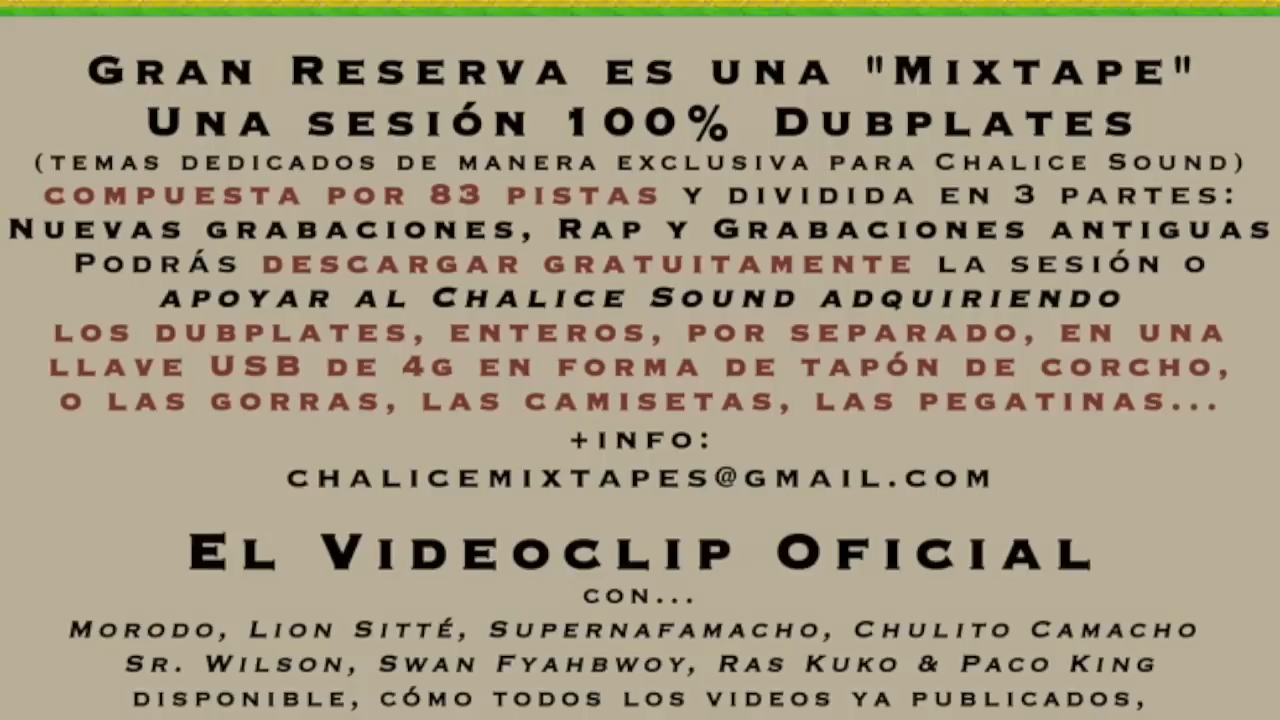 Gran Reserva es una "Mixtape"
Una sesión 100% Dubplates
(temas dedicados de manera exclusiva para Chalice Sound)
compuesta por 83 pistas y dividida en 3 partes:
Nuevas grabaciones, Rap y Grabaciones antiguas
Podrás descargar gratuitamente la sesión o
apoyar al Chalice Sound adquiriendo
los dubplates, enteros, por separado, en una
llave USB de 4g en forma de tapón de corcho,
o las gorras, las camisetas, las pegatinas...
+info:
chalicemixtapes@gmail.com
El Videoclip Oficial
con...
Morodo, Lion Sitté, Supernafamacho, Chulito Camacho
Sr. Wilson, Swan Fyahbwoy, Ras Kuko & Paco King
disponible, cómo todos los videos ya publicados,